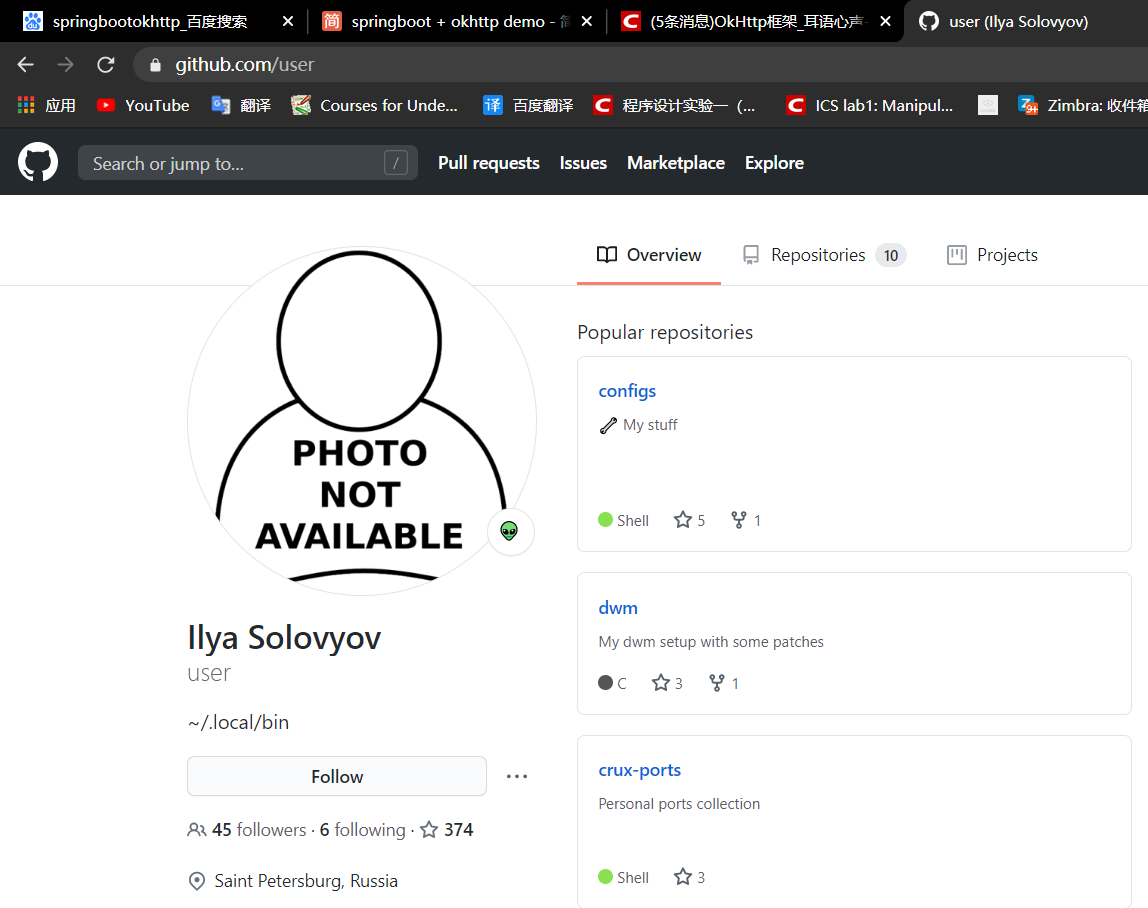 springbootokhttp_百度搜索
简 springboot + okhttp demo - 简
(5条消息)OkHttp框架_耳语心声-
user (Ilya Solovyov)
github.com/user
应用 YouTube 翻译 Courses for Unde... 译 百度翻译 程序设计实验一（... ICS lab1: Manipul... Zimbra: 收件箱
Search or jump to... /
Pull requests Issues Marketplace Explore
Overview Repositories 10 Projects
PHOTO
NOT
AVAILABLE
Ilya Solovyov
user
~/.local/bin
Follow
45 followers · 6 following · 374
Saint Petersburg, Russia
Popular repositories
configs
My stuff
Shell 5 1
dwm
My dwm setup with some patches
C 3 1
crux-ports
Personal ports collection
Shell 3